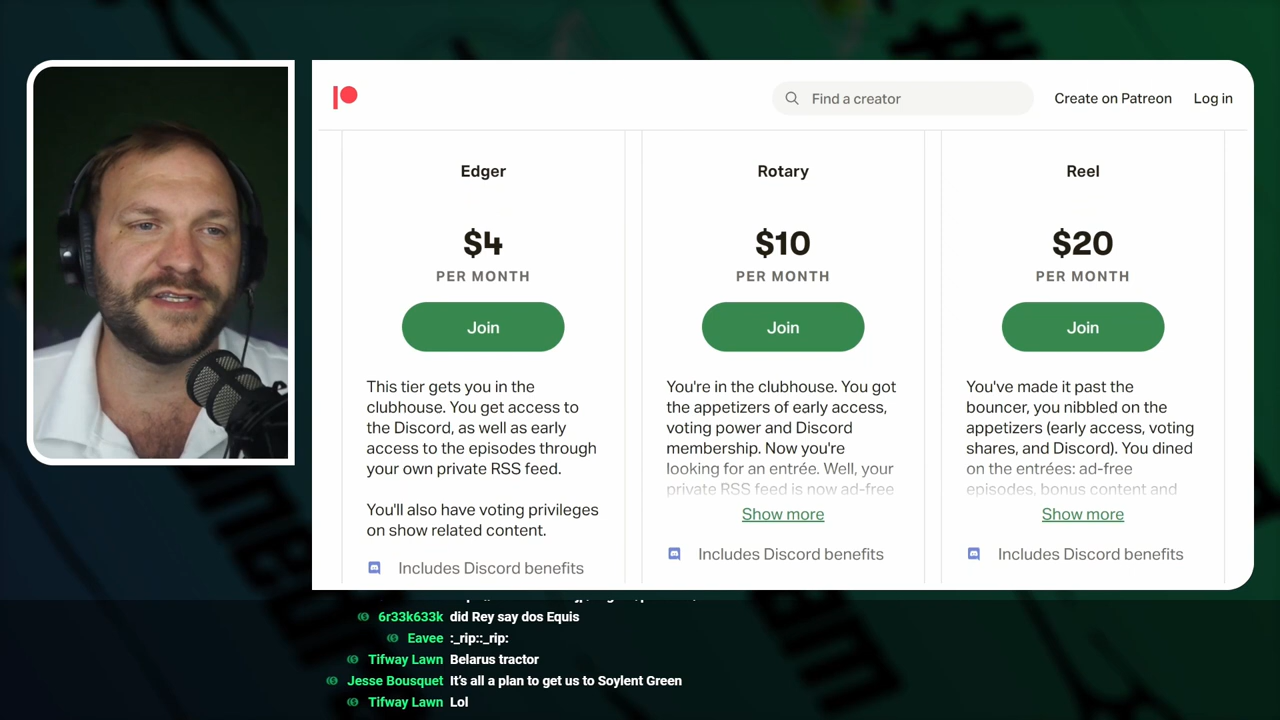 Find a creator
Create on Patreon
Log in
Edger
$4
PER MONTH
Join
This tier gets you in the
clubhouse. You get access to
the Discord, as well as early
access to the episodes through
your own private RSS feed.
You'll also have voting privileges
on show related content.
Includes Discord benefits
Rotary
$10
PER MONTH
Join
You're in the clubhouse. You got
the appetizers of early access,
voting power and Discord
membership. Now you're
looking for an entrée. Well, your
private RSS feed is now ad-free
Show more
Includes Discord benefits
Reel
$20
PER MONTH
Join
You've made it past the
bouncer, you nibbled on the
appetizers (early access, voting
shares, and Discord). You dined
on the entrées: ad-free
episodes, bonus content and
Show more
Includes Discord benefits
6r33k633k did Rey say dos Equis
Eavee :_rip::_rip:
Tifway Lawn Belarus tractor
Jesse Bousquet It's all a plan to get us to Soylent Green
Tifway Lawn Lol